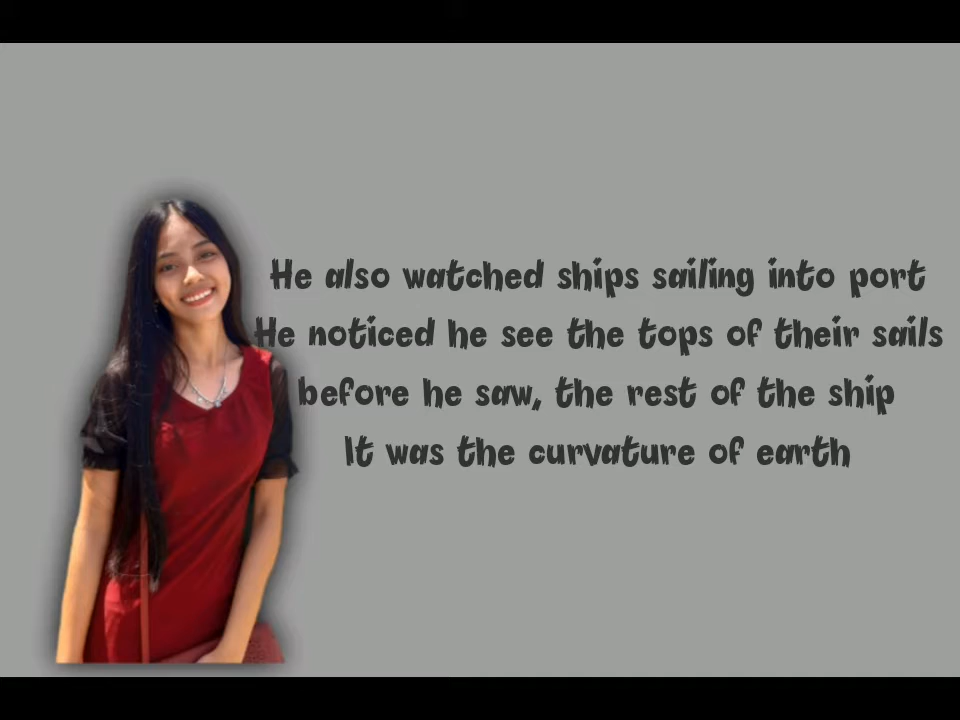 He also watched ships sailing into port
He noticed he see the tops of their sails
before he saw, the rest of the ship
It was the curvature of earth